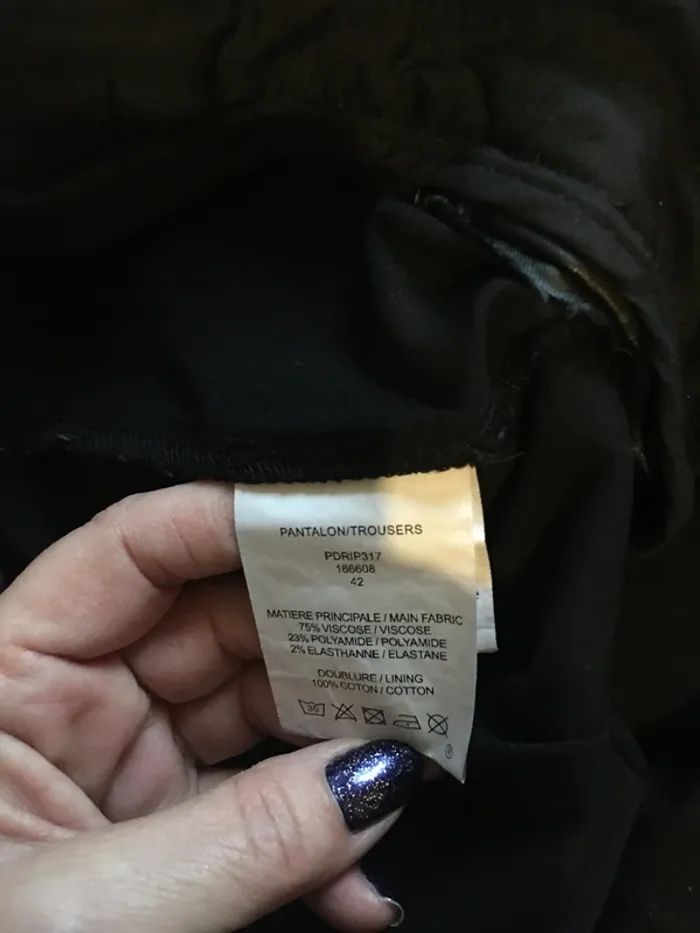 PANTALON/TROUSERS
PDRIP317
186608
42
MATIERE PRINCIPALE / MAIN FABRIC
75% VISCOSE / VISCOSE
23% POLYAMIDE / POLYAMIDE
2% ELASTHANNE / ELASTANE
DOUBLURE / LINING
100% COTON / COTTON
30